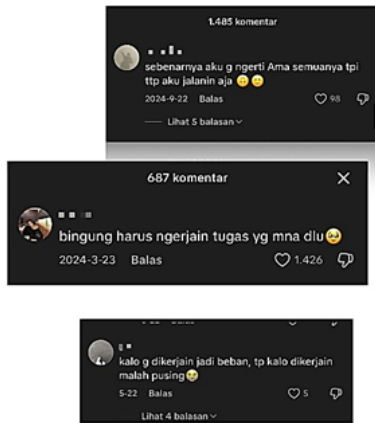 1.485 komentar
sebenarnya aku g ngerti Ama semuanya tpi
ttp aku jalanin aja 🙃🙂
2024-9-22 Balas 98
Lihat 5 balasan
687 komentar
bingung harus ngerjain tugas yg mna dlu🥹
2024-3-23 Balas 1.426
kalo g dikerjain jadi beban, tp kalo dikerjain
malah pusing😭
5-22 Balas 5
Lihat 4 balasan